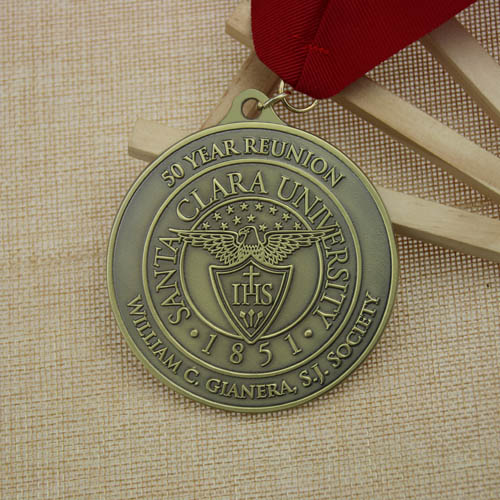 50 YEAR REUNION
SANTA CLARA UNIVERSITY
IHS
· 1851 ·
WILLIAM C. GIANERA, S.J. SOCIETY